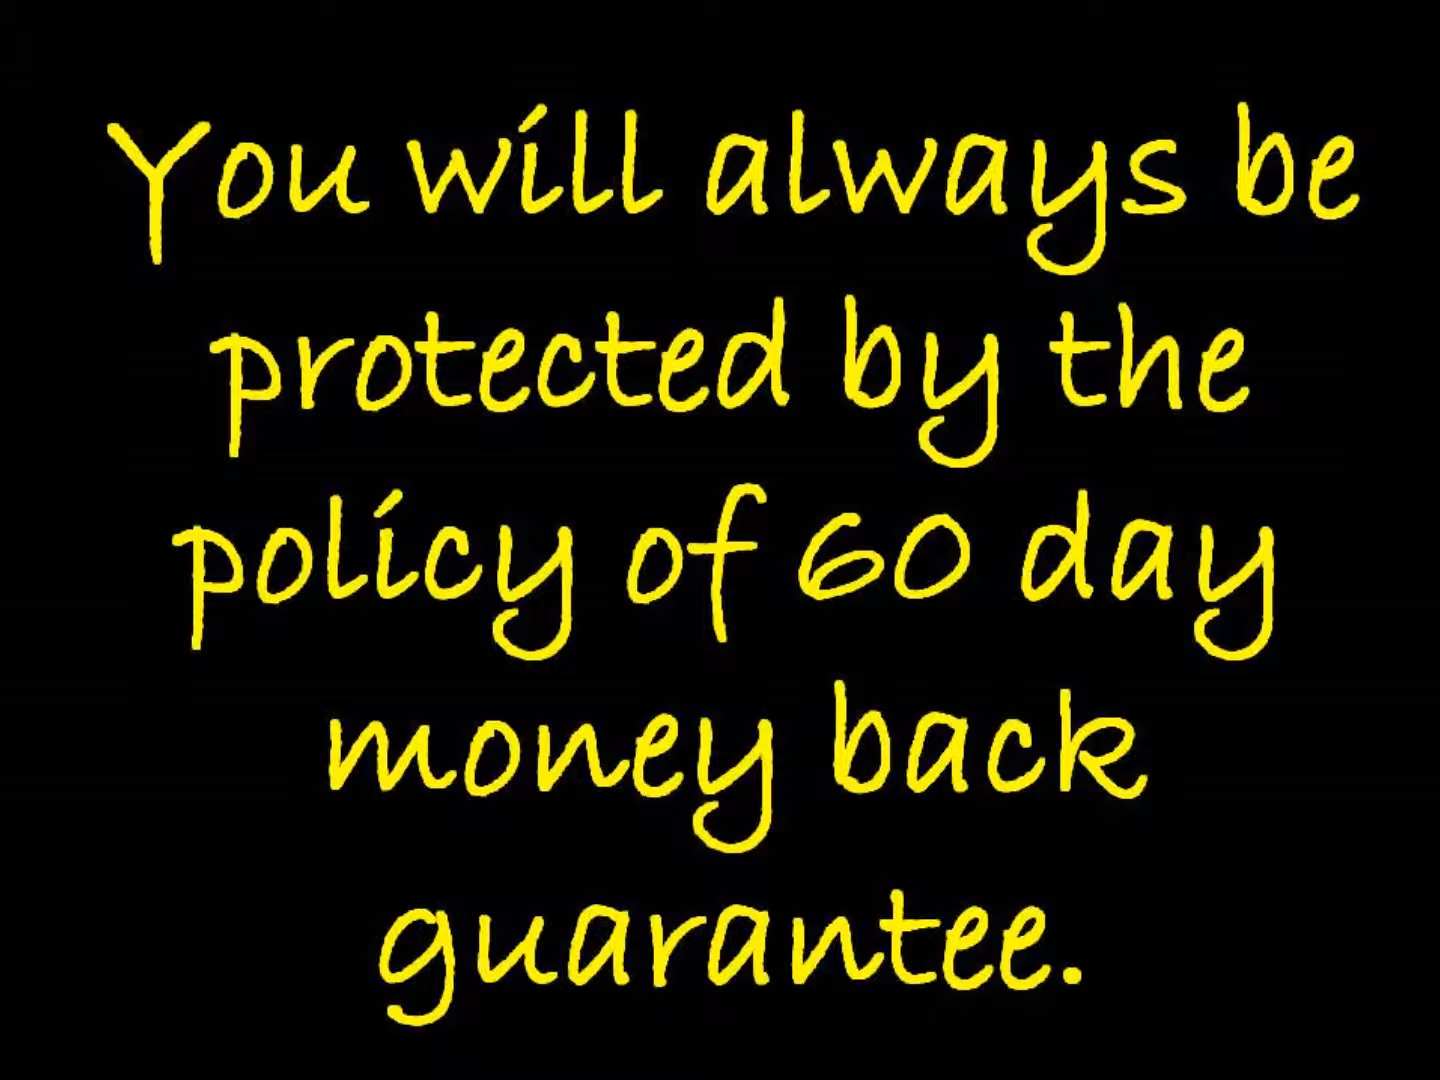 You will always be
protected by the
policy of 60 day
money back
guarantee.